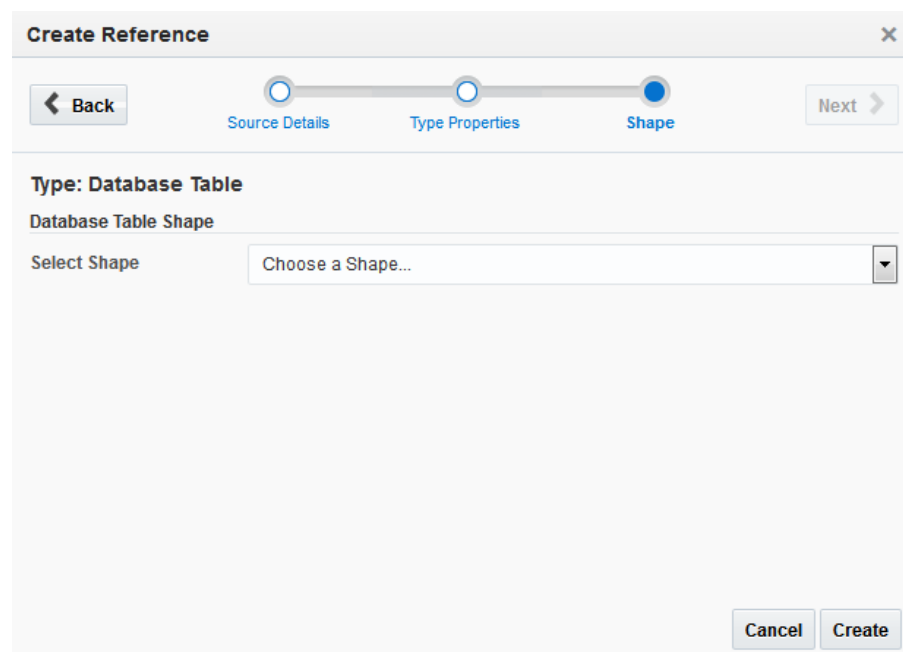 Create Reference
Back
Next
Source Details
Type Properties
Shape
Type: Database Table
Database Table Shape
Select Shape
Choose a Shape...
Cancel
Create